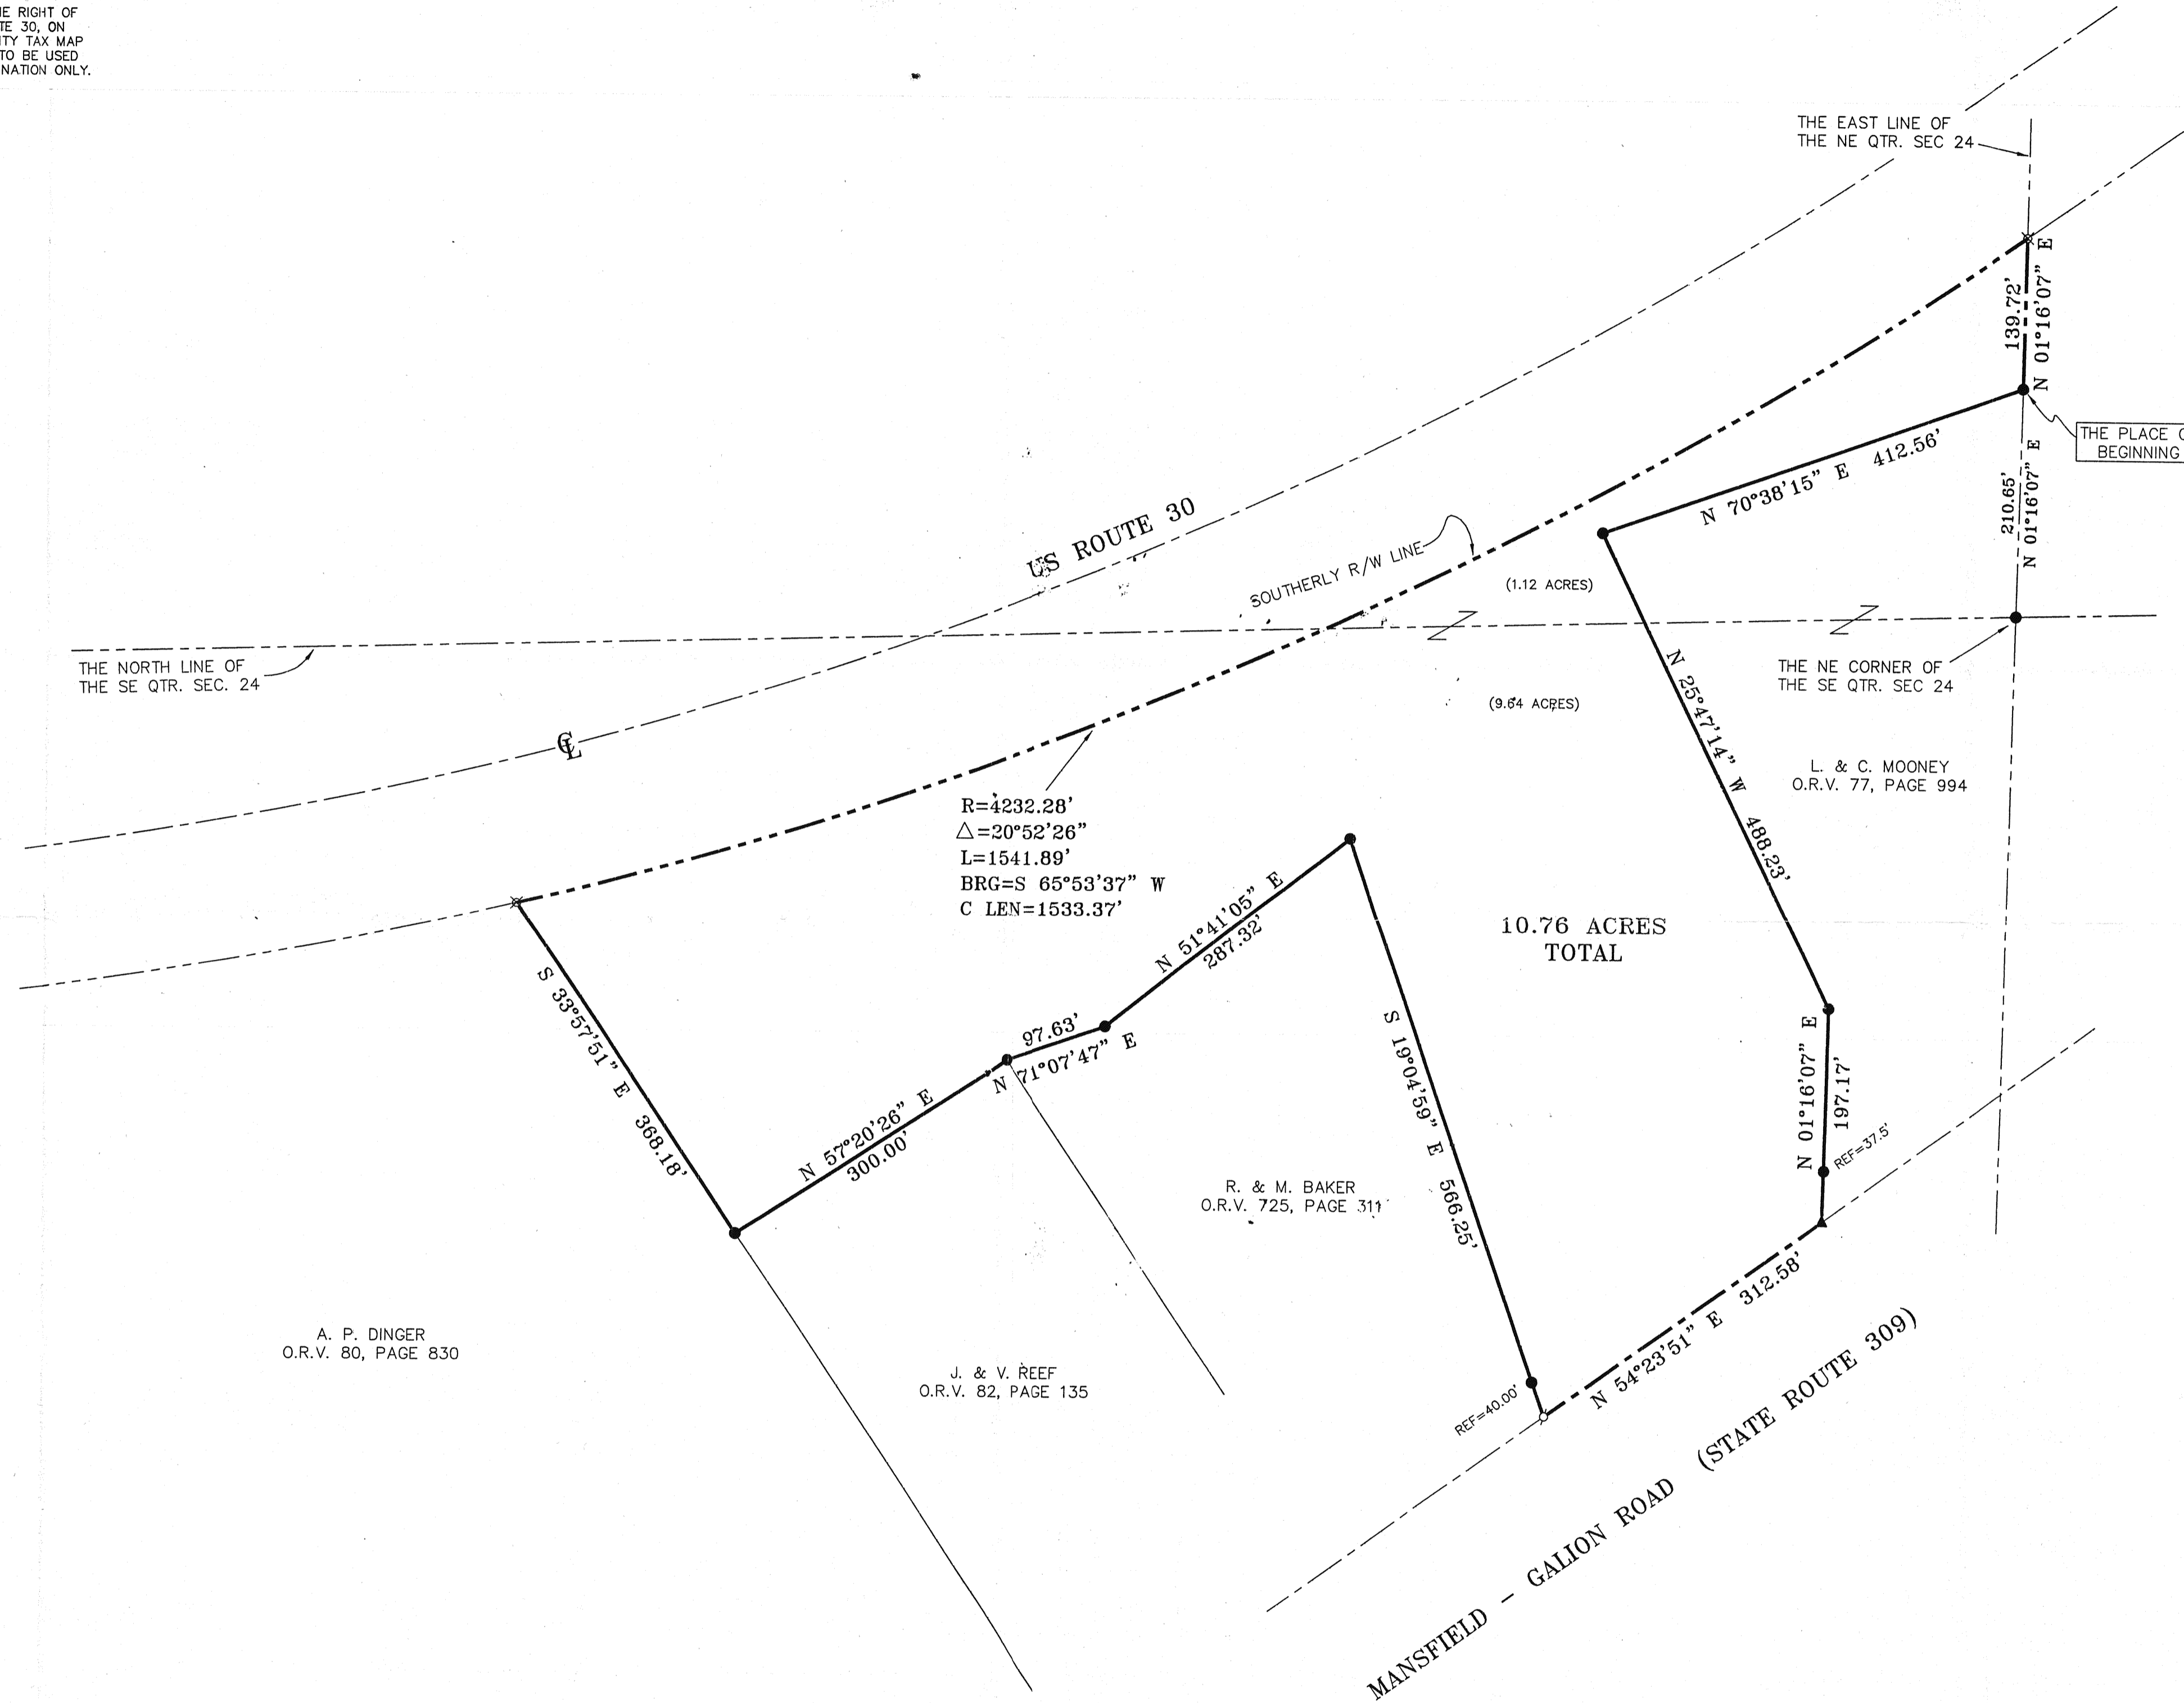 E RIGHT OF
TE 30, ON
TY TAX MAP
TO BE USED
NATION ONLY.
THE EAST LINE OF
THE NE QTR. SEC 24
139.72'
N 01°16'07" E
THE PLACE
BEGINNING
N 70°38'15" E 412.56'
210.65'
N 01°16'07" E
US ROUTE 30
SOUTHERLY R/W LINE
(1.12 ACRES)
THE NORTH LINE OF
THE SE QTR. SEC. 24
THE NE CORNER OF
THE SE QTR. SEC 24
(9.64 ACRES)
N 25°47'14" W 488.23'
L. & C. MOONEY
O.R.V. 77, PAGE 994
CL
R=4232.28'
△=20°52'26"
L=1541.89'
BRG=S 65°53'37" W
C LEN=1533.37'
10.76 ACRES
TOTAL
N 51°41'05" E
287.32'
S 33°57'51" E 368.18'
97.63'
N 71°07'47" E
N 57°20'26" E
300.00'
S 19°04'59" E 566.25'
N 01°16'07" E
197.17'
REF=37.5'
R. & M. BAKER
O.R.V. 725, PAGE 311
A. P. DINGER
O.R.V. 80, PAGE 830
J. & V. REEF
O.R.V. 82, PAGE 135
REF=40.00'
N 54°23'51" E 312.58'
MANSFIELD - GALION ROAD (STATE ROUTE 309)